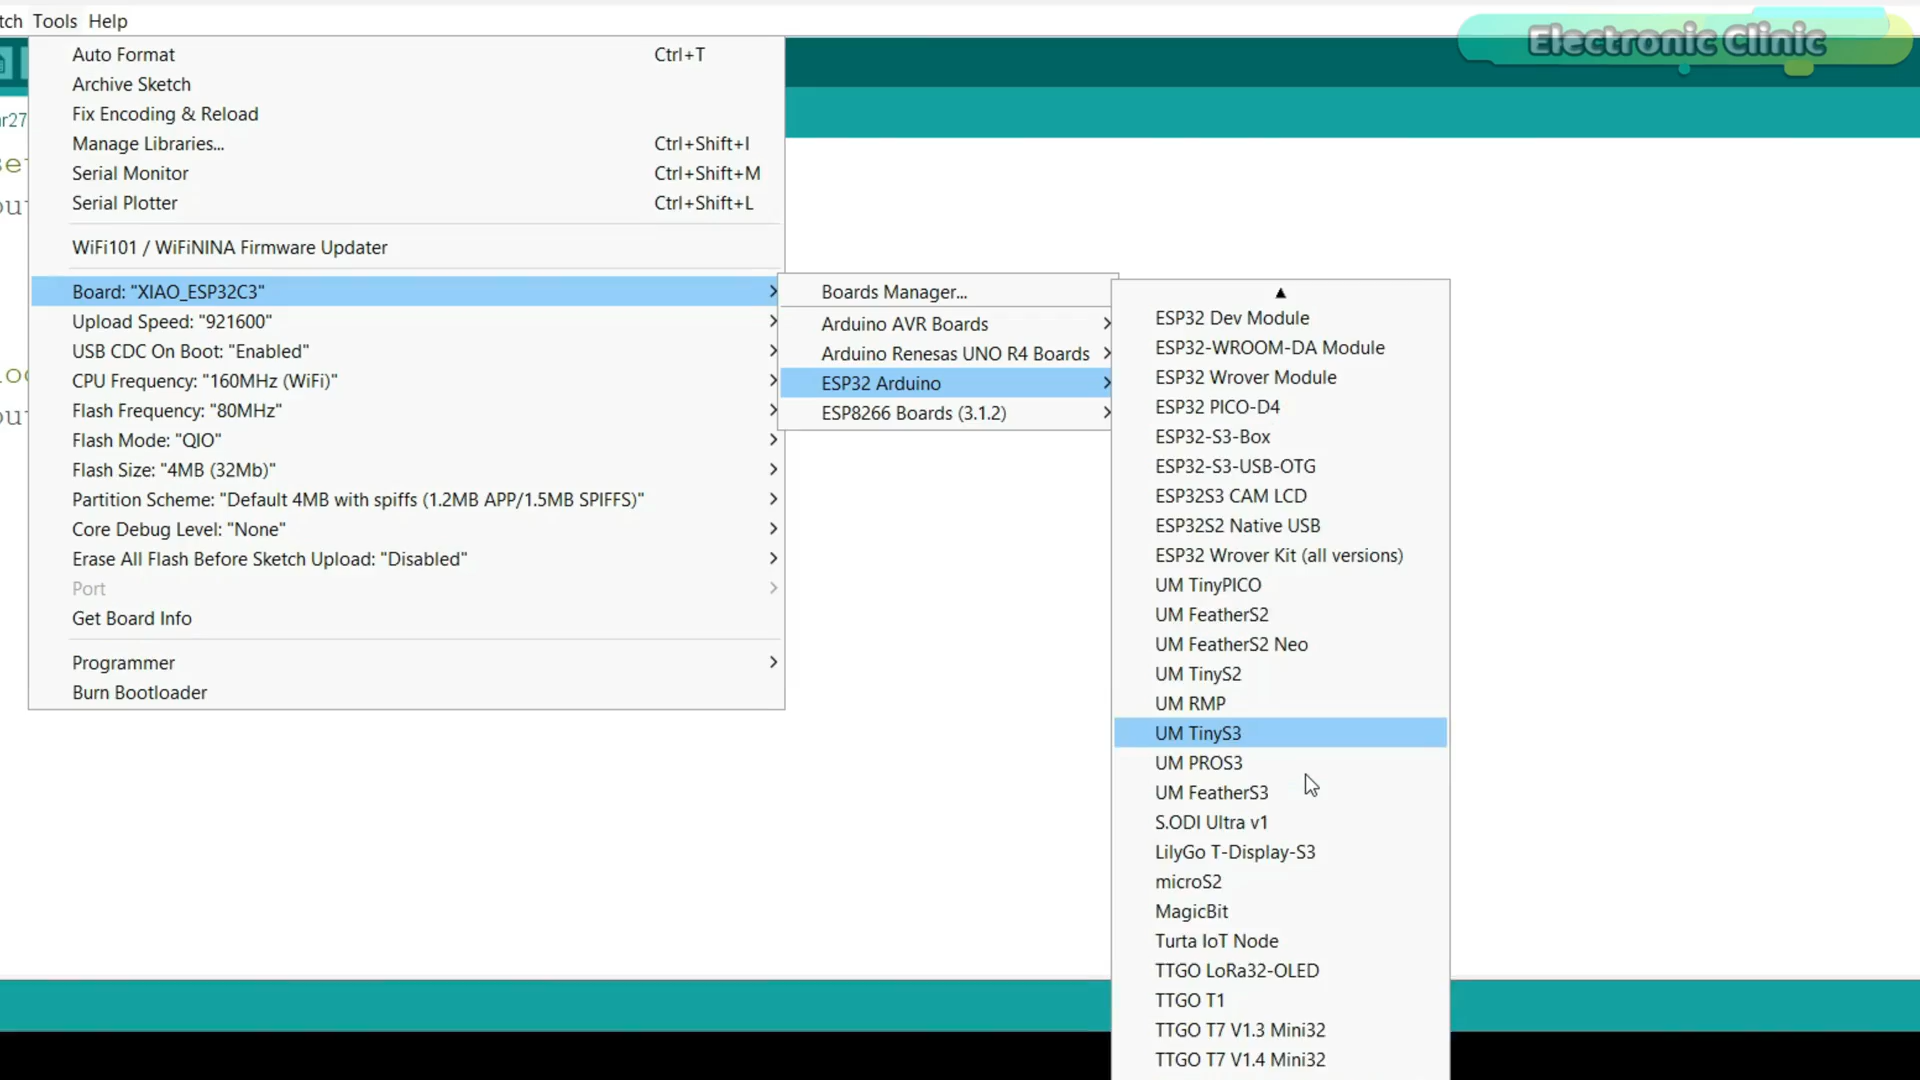 tch Tools Help
Electronic Clinic
Auto Format Ctrl+T
Archive Sketch
Fix Encoding & Reload
Manage Libraries... Ctrl+Shift+I
Serial Monitor Ctrl+Shift+M
Serial Plotter Ctrl+Shift+L
WiFi101 / WiFiNINA Firmware Updater
Board: "XIAO_ESP32C3"
Upload Speed: "921600"
USB CDC On Boot: "Enabled"
CPU Frequency: "160MHz (WiFi)"
Flash Frequency: "80MHz"
Flash Mode: "QIO"
Flash Size: "4MB (32Mb)"
Partition Scheme: "Default 4MB with spiffs (1.2MB APP/1.5MB SPIFFS)"
Core Debug Level: "None"
Erase All Flash Before Sketch Upload: "Disabled"
Port
Get Board Info
Programmer
Burn Bootloader
Boards Manager...
Arduino AVR Boards
Arduino Renesas UNO R4 Boards
ESP32 Arduino
ESP8266 Boards (3.1.2)
ESP32 Dev Module
ESP32-WROOM-DA Module
ESP32 Wrover Module
ESP32 PICO-D4
ESP32-S3-Box
ESP32-S3-USB-OTG
ESP32S3 CAM LCD
ESP32S2 Native USB
ESP32 Wrover Kit (all versions)
UM TinyPICO
UM FeatherS2
UM FeatherS2 Neo
UM TinyS2
UM RMP
UM TinyS3
UM PROS3
UM FeatherS3
S.ODI Ultra v1
LilyGo T-Display-S3
microS2
MagicBit
Turta IoT Node
TTGO LoRa32-OLED
TTGO T1
TTGO T7 V1.3 Mini32
TTGO T7 V1.4 Mini32